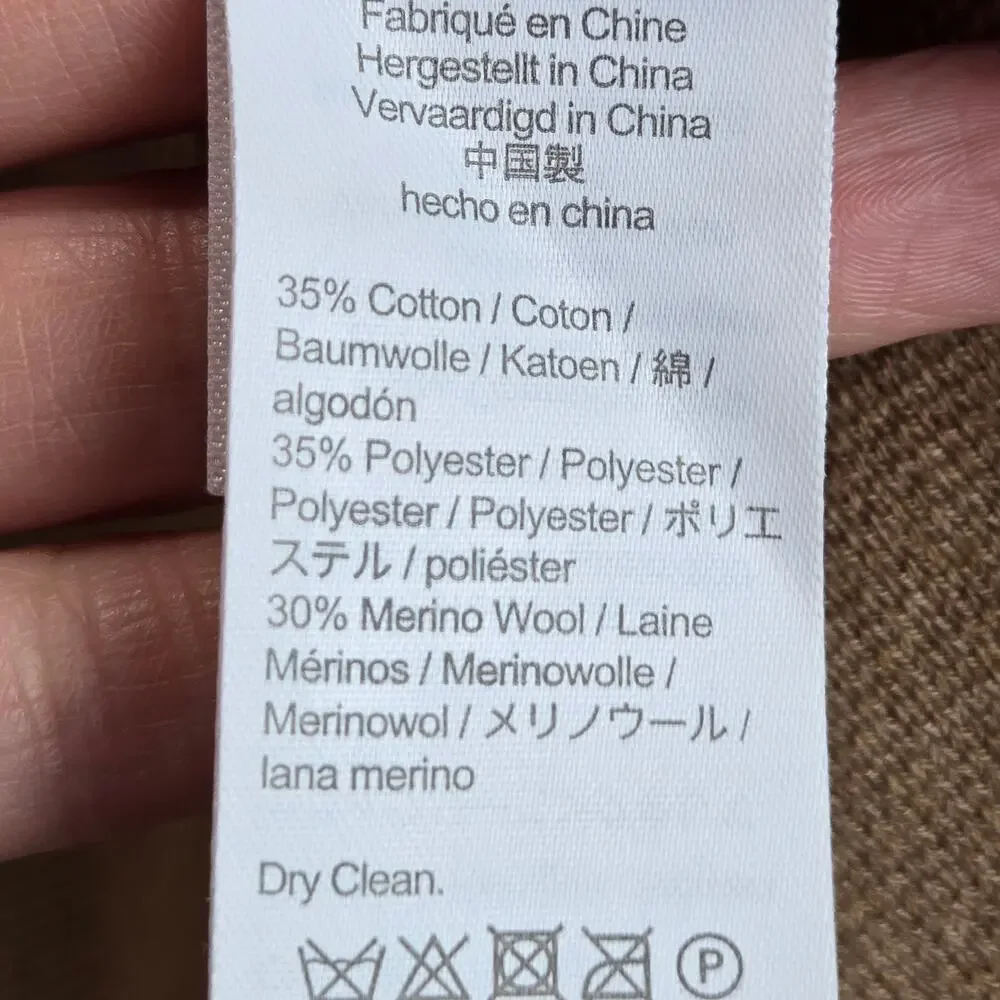 Fabriqué en Chine
Hergestellt in China
Vervaardigd in China
中国製
hecho en china
35% Cotton / Coton /
Baumwolle / Katoen / 綿 /
algodón
35% Polyester / Polyester /
Polyester / Polyester / ポリエ
ステル / poliéster
30% Merino Wool / Laine
Mérinos / Merinowolle /
Merinowol / メリノウール /
lana merino
Dry Clean.
P